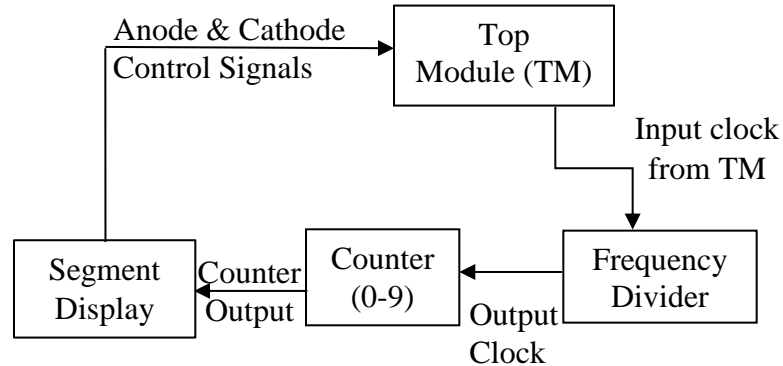 Anode & Cathode
Control Signals
Top
Module (TM)
Input clock
from TM
Segment
Display
Counter
Output
Counter
(0-9)
Output
Clock
Frequency
Divider